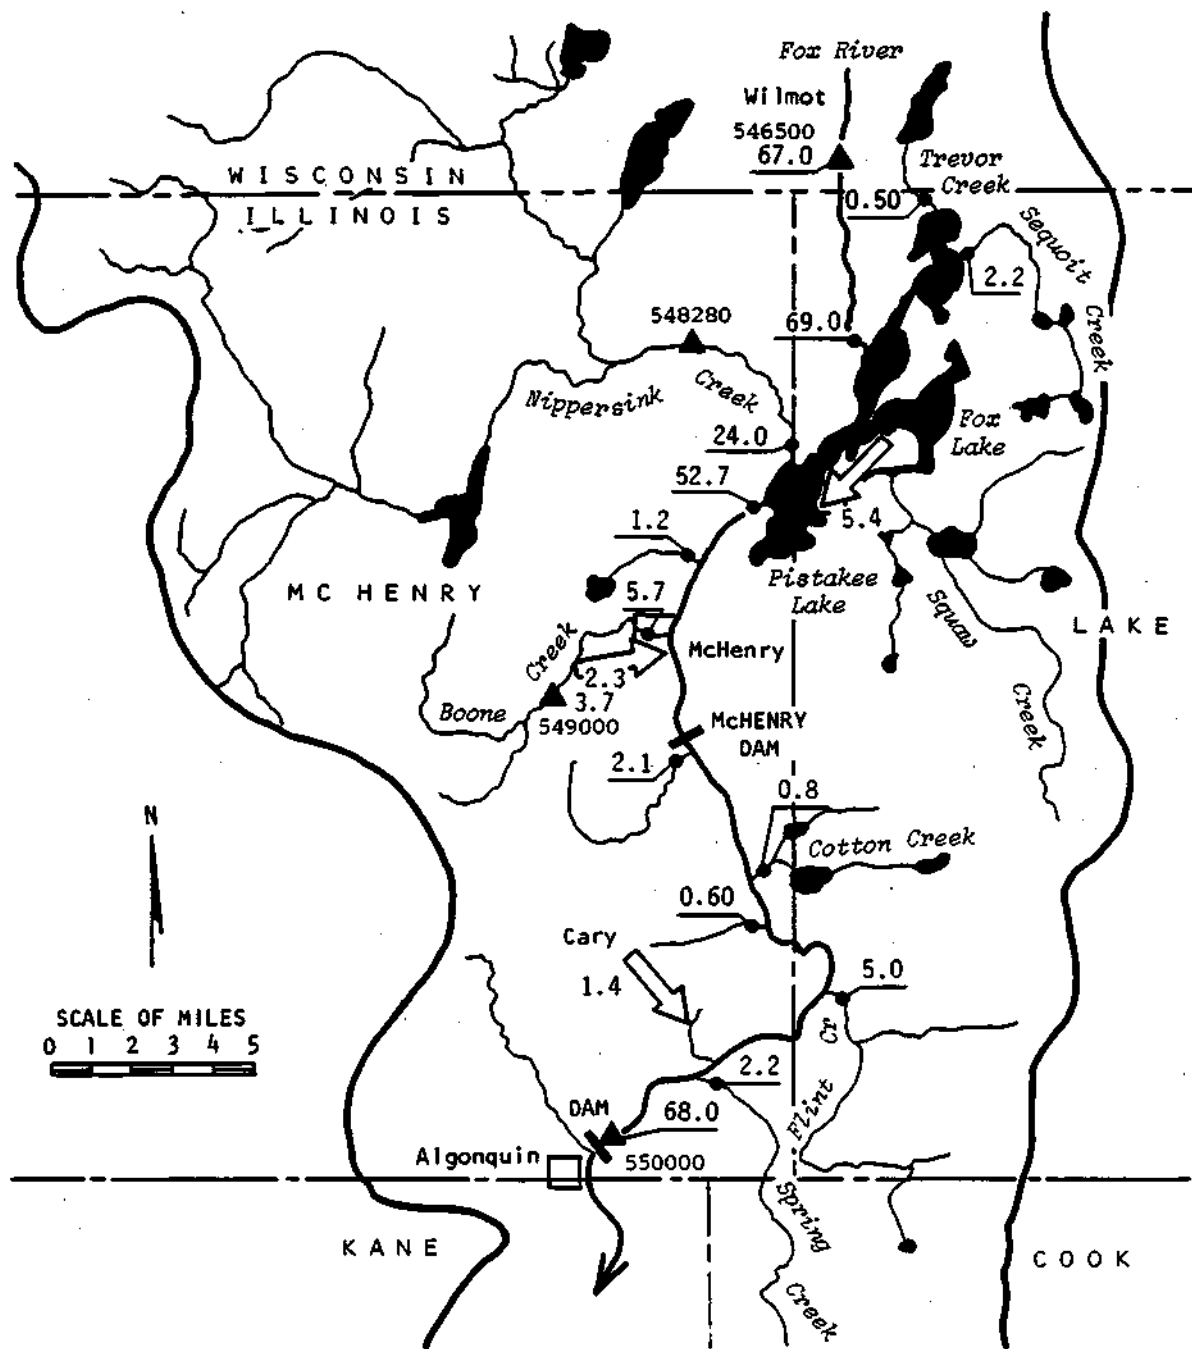 Fox River
Wilmot
546500
67.0
Trevor
Creek
WISCONSIN
ILLINOIS
0.50
Sequoit
Creek
2.2
548280
69.0
Nippersink
Creek
Fox
Lake
24.0
52.7
5.4
1.2
Pistakee
Lake
MC HENRY
5.7
Squaw
Creek
LAKE
Boone
Creek
2.3
3.7
549000
McHenry
McHENRY
DAM
2.1
0.8
N
Cotton Creek
0.60
Cary
1.4
5.0
SCALE OF MILES
0 1 2 3 4 5
Flint
Cr
2.2
DAM
68.0
Algonquin
550000
Spring
Creek
KANE
COOK